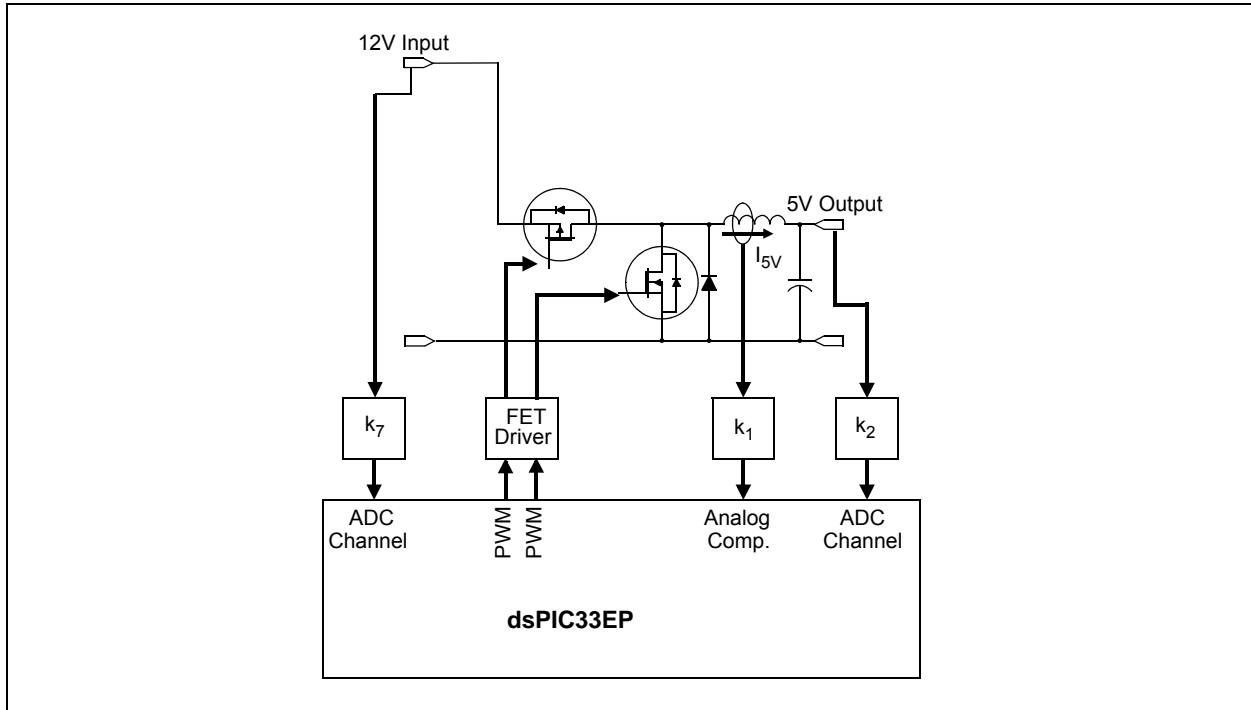 12V Input
5V Output
I5V
k7
FET
Driver
k1
k2
ADC
Channel
PWM
PWM
Analog
Comp.
ADC
Channel
dsPIC33EP